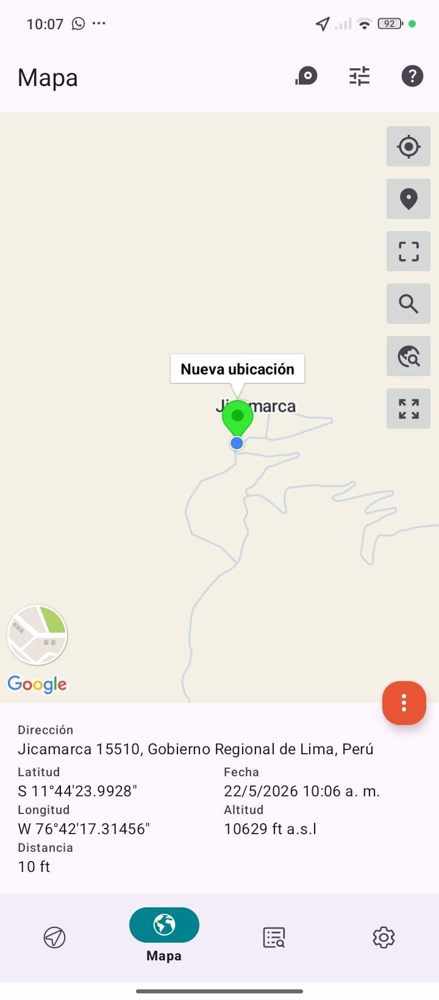 10:07
92
Mapa
Nueva ubicación
Jicamarca
Google
Dirección
Jicamarca 15510, Gobierno Regional de Lima, Perú
Latitud
S 11°44'23.9928"
Fecha
22/5/2026 10:06 a. m.
Longitud
W 76°42'17.31456"
Altitud
10629 ft a.s.l
Distancia
10 ft
Mapa